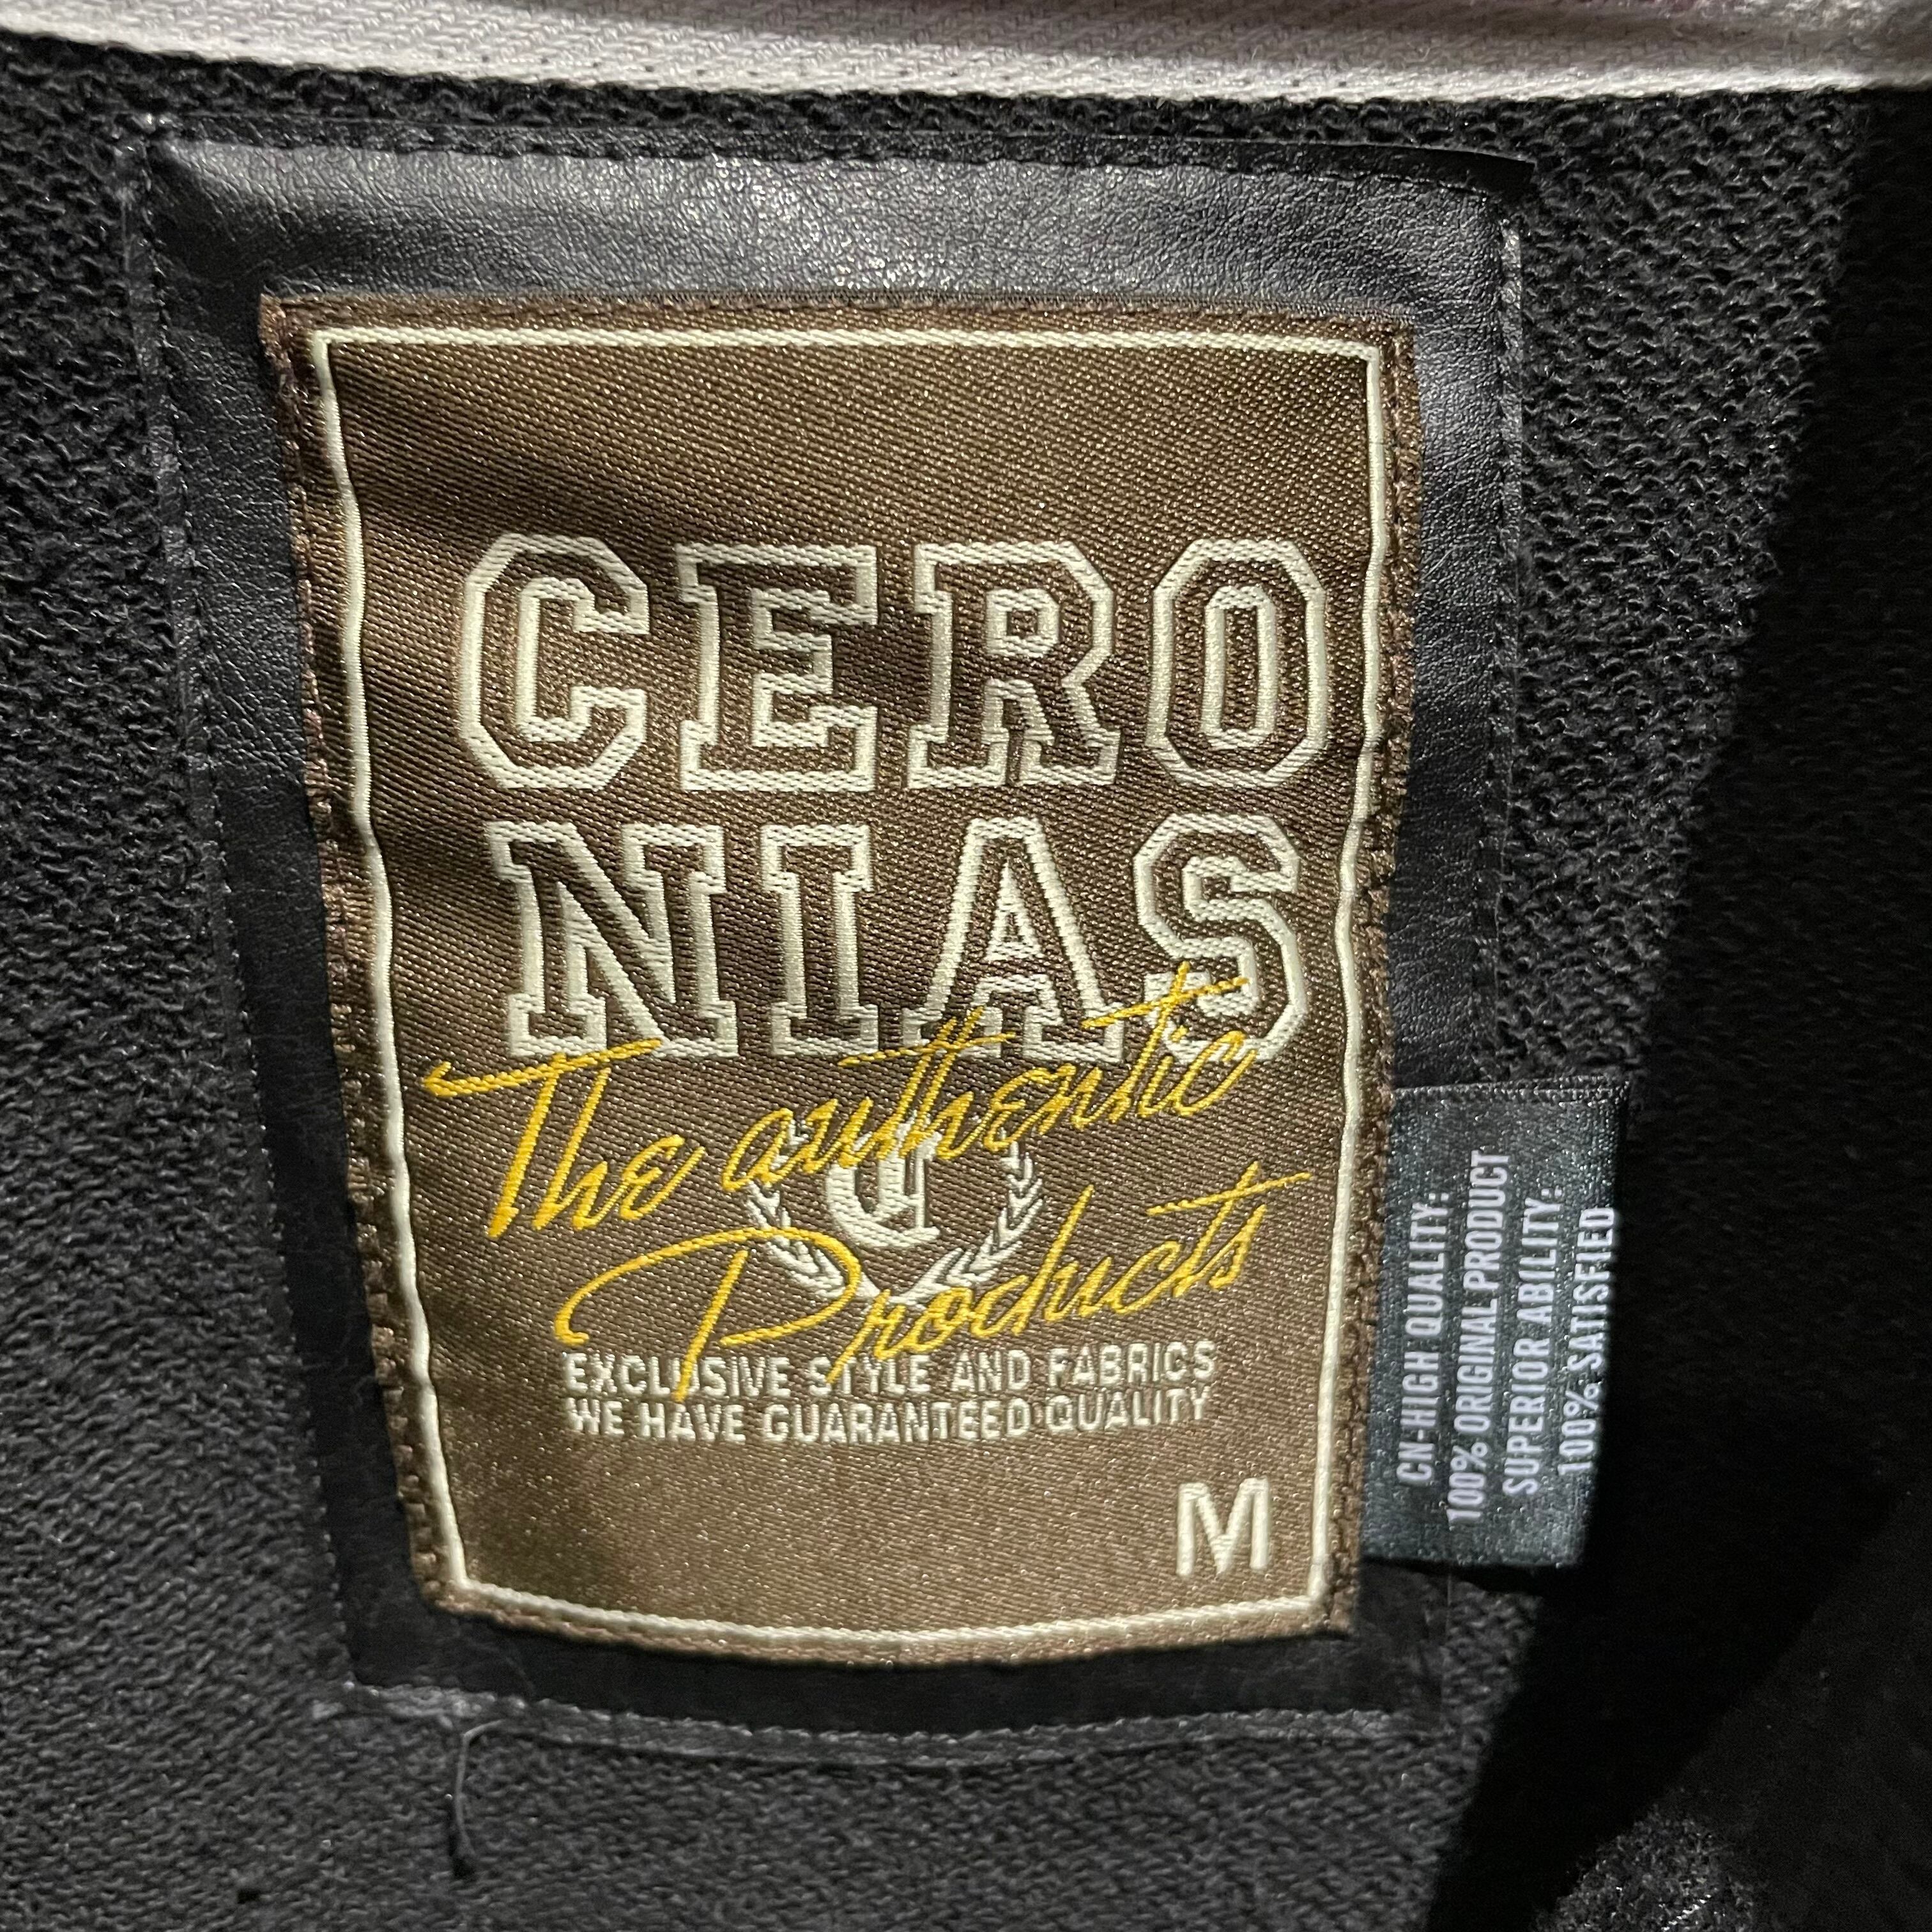 CERO
NIAS
The authentic
C
Products
EXCLUSIVE STYLE AND FABRICS
WE HAVE GUARANTEED QUALITY
M
CN-HIGH QUALITY:
100% ORIGINAL PRODUCT
SUPERIOR ABILITY:
100% SATISFIED